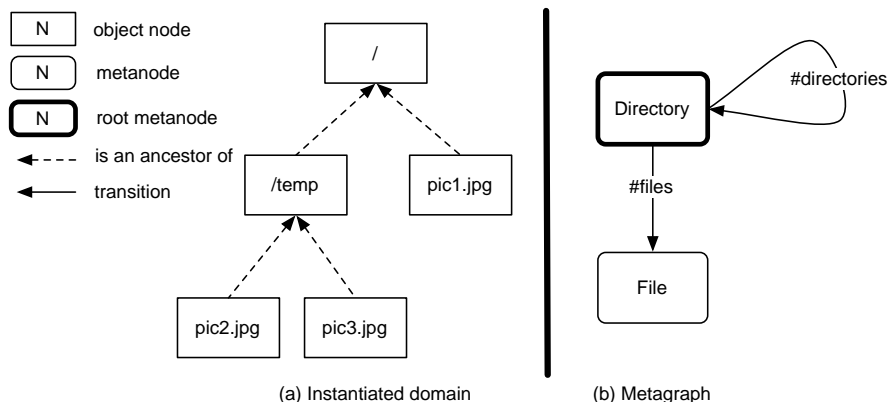 N object node
N metanode
N root metanode
is an ancestor of
transition
/
/temp
pic1.jpg
pic2.jpg
pic3.jpg
(a) Instantiated domain
Directory
#directories
#files
File
(b) Metagraph